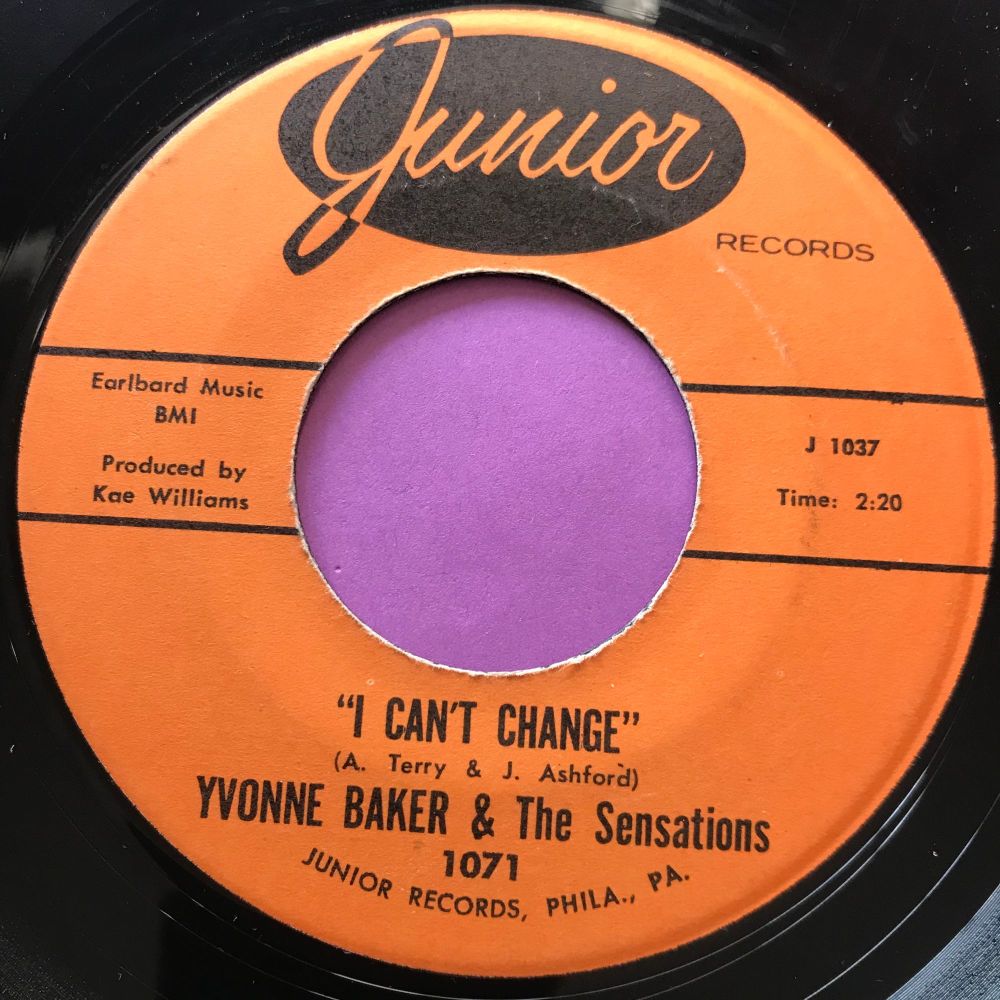 Junior
RECORDS
Earlbard Music
BMI
Produced by
Kae Williams
J 1037
Time: 2:20
"I CAN'T CHANGE"
(A. Terry & J. Ashford)
YVONNE BAKER & The Sensations
1071
JUNIOR RECORDS, PHILA., PA.